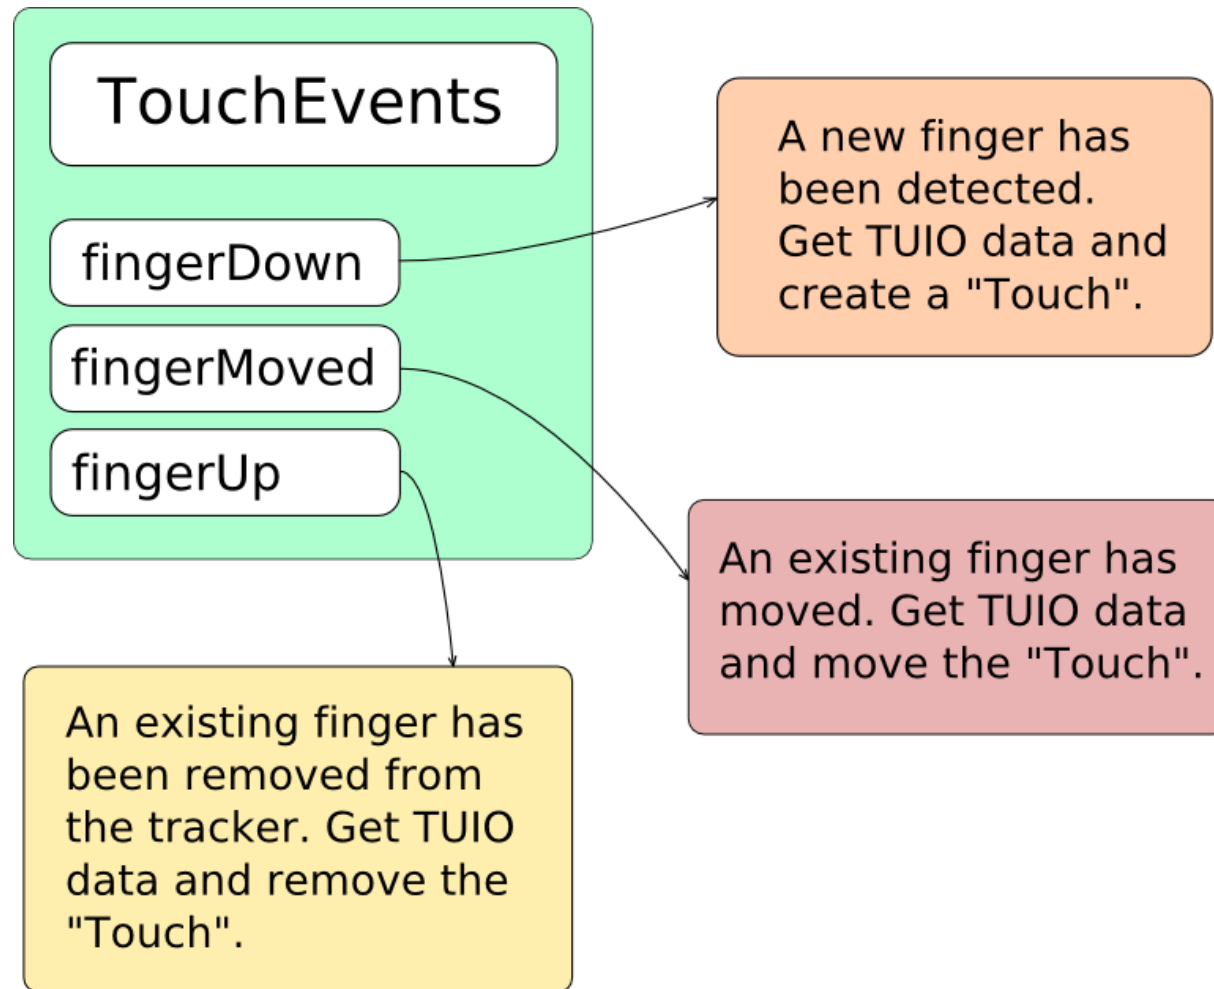 TouchEvents
fingerDown
fingerMoved
fingerUp
A new finger has
been detected.
Get TUIO data and
create a "Touch".
An existing finger has
moved. Get TUIO data
and move the "Touch".
An existing finger has
been removed from
the tracker. Get TUIO
data and remove the
"Touch".